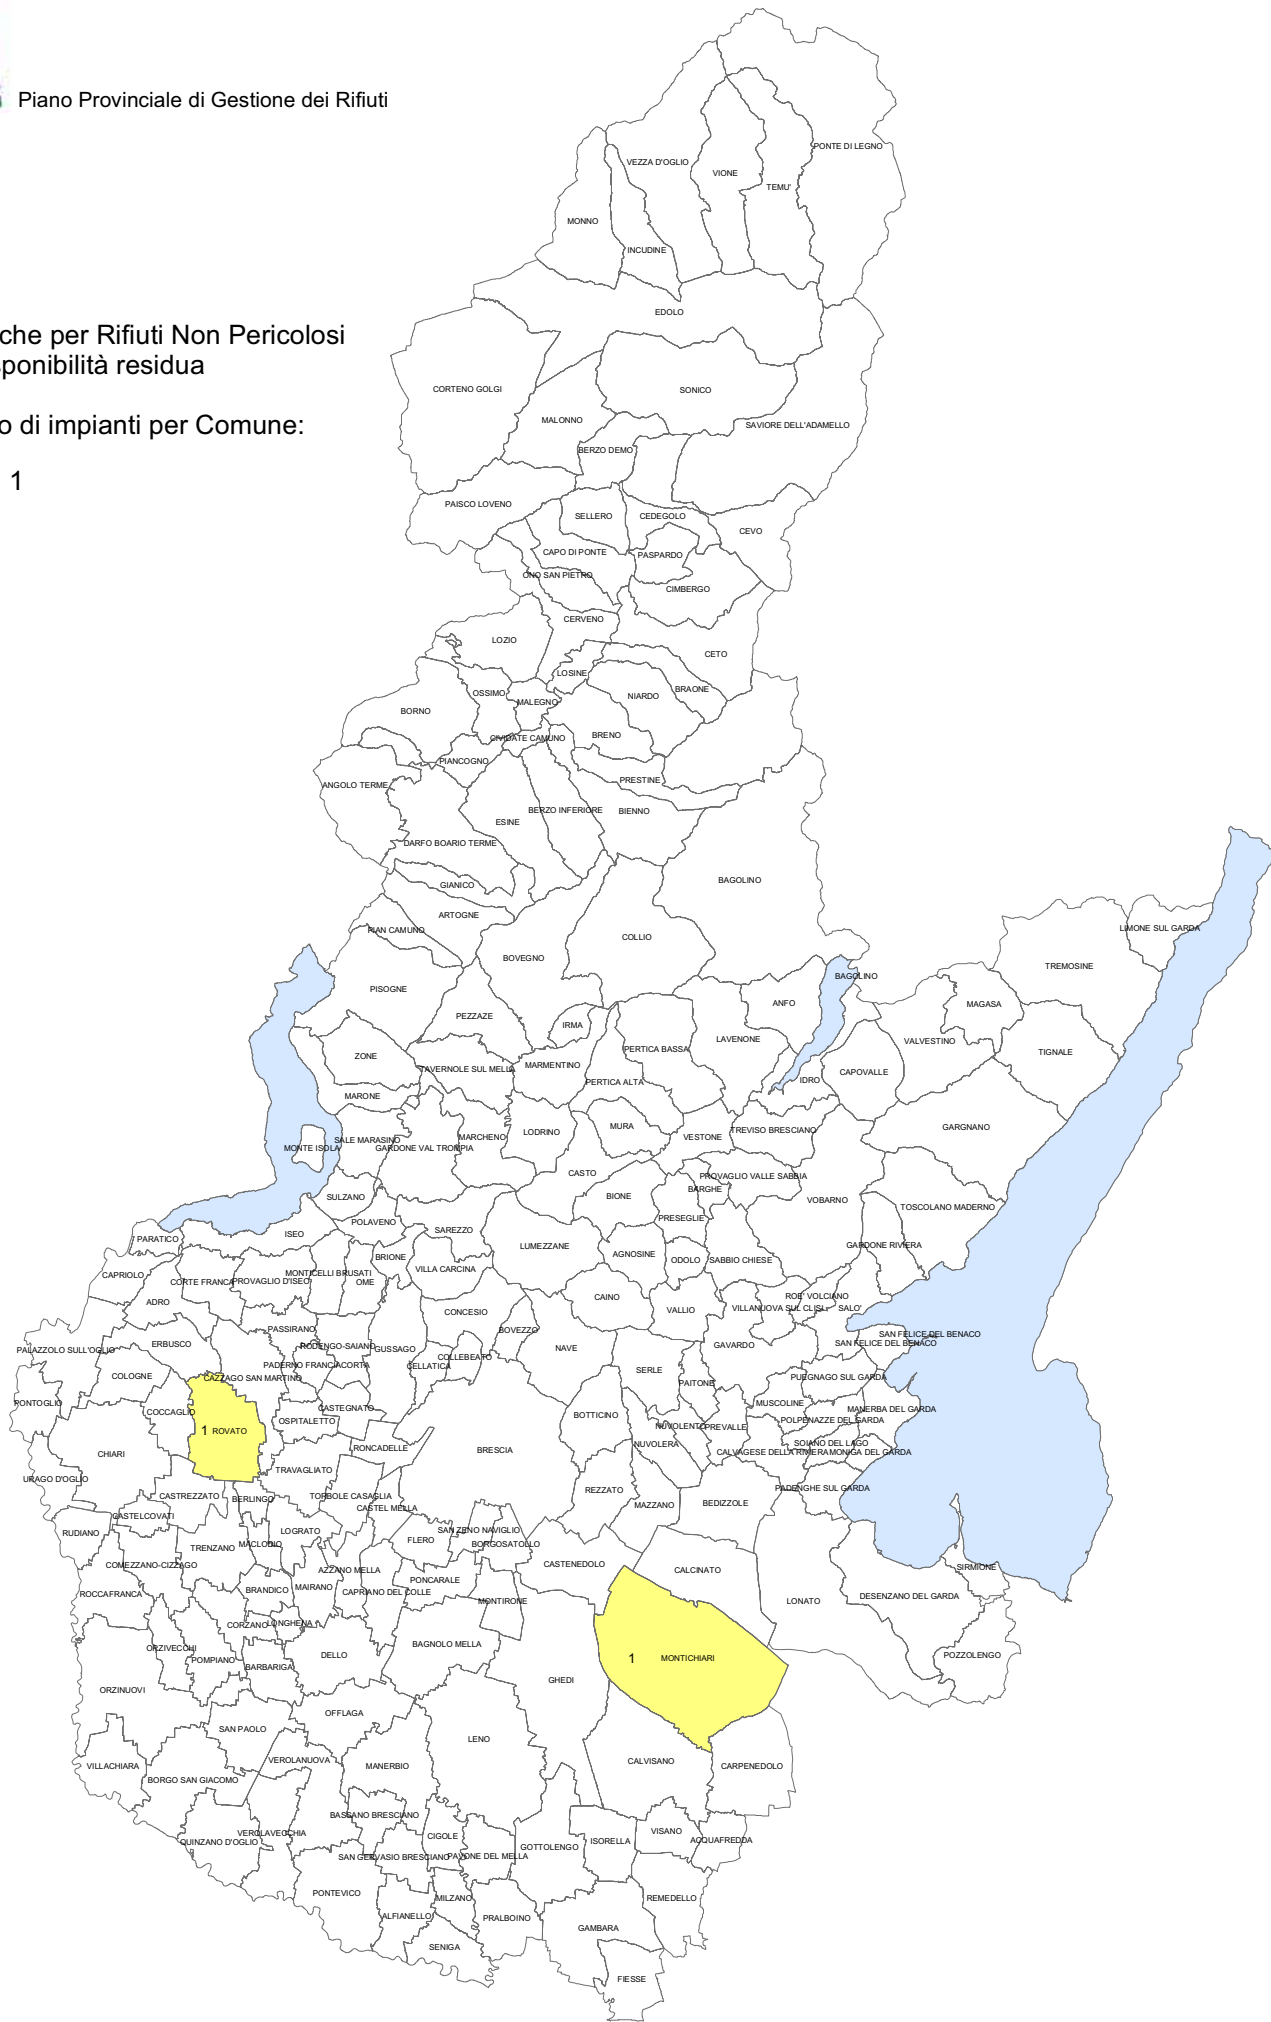 Piano Provinciale di Gestione dei Rifiuti
che per Rifiuti Non Pericolosi
ponibilità residua
o di impianti per Comune:
1
PONTE DI LEGNO
VEZZA D'OGLIO
VIONE
TEMU'
MONNO
INCUDINE
EDOLO
CORTENO GOLGI
SONICO
MALONNO
SAVIORE DELL'ADAMELLO
BERZO DEMO
PAISCO LOVENO
SELLERO
CEDEGOLO
CEVO
CAPO DI PONTE
PASPARDO
ONO SAN PIETRO
CIMBERGO
CERVENO
LOZIO
CETO
LOSINE
BRAONE
OSSIMO
NIARDO
MALEGNO
BORNO
CIVIDATE CAMUNO
BRENO
PIANCOGNO
PRESTINE
ANGOLO TERME
BERZO INFERIORE
BIENNO
ESINE
DARFO BOARIO TERME
GIANICO
BAGOLINO
ARTOGNE
PIAN CAMUNO
COLLIO
LIMONE SUL GARDA
BOVEGNO
TREMOSINE
BAGOLINO
PISOGNE
ANFO
MAGASA
PEZZAZE
IRMA
LAVENONE
VALVESTINO
PERTICA BASSA
TIGNALE
ZONE
TAVERNOLE SUL MELLA
MARMENTINO
CAPOVALLE
IDRO
PERTICA ALTA
MARONE
MURA
GARGNANO
LODRINO
TREVISO BRESCIANO
MARCHENO
VESTONE
SALE MARASINO
MONTE ISOLA
GARDONE VAL TROMPIA
CASTO
PROVAGLIO VALLE SABBIA
BARGHE
SULZANO
BIONE
VOBARNO
TOSCOLANO MADERNO
PRESEGLIE
POLAVENO
SAREZZO
ISEO
PARATICO
LUMEZZANE
GARDONE RIVIERA
AGNOSINE
BRIONE
ODOLO
SABBIO CHIESE
VILLA CARCINA
CAPRIOLO
CORTE FRANCA
PROVAGLIO D'ISEO
MONTICELLI BRUSATI
OME
CAINO
ROE' VOLCIANO
ADRO
CONCESIO
VALLIO
VILLANUOVA SUL CLISI
SALO'
PASSIRANO
BOVEZZO
SAN FELICE DEL BENACO
ERBUSCO
RODENGO-SAIANO
GUSSAGO
NAVE
GAVARDO
SAN FELICE DEL BENACO
PALAZZOLO SULL'OGLIO
COLLEBEATO
PADERNO FRANCIACORTA
CELLATICA
SERLE
COLOGNE
CAZZAGO SAN MARTINO
PAITONE
PUEGNAGO SUL GARDA
PONTOGLIO
MUSCOLINE
CASTEGNATO
COCCAGLIO
MANERBA DEL GARDA
BOTTICINO
OSPITALETTO
POLPENAZZE DEL GARDA
NUVOLENTO
PREVALLE
1 ROVATO
SOIANO DEL LAGO
NUVOLERA
RONCADELLE
BRESCIA
CALVAGESE DELLA RIVIERA
MONIGA DEL GARDA
CHIARI
TRAVAGLIATO
URAGO D'OGLIO
PADENGHE SUL GARDA
REZZATO
CASTREZZATO
TORBOLE CASAGLIA
BERLINGO
BEDIZZOLE
MAZZANO
CASTEL MELLA
CASTELCOVATI
RUDIANO
LOGRATO
SAN ZENO NAVIGLIO
FLERO
MACLODIO
BORGOSATOLLO
TRENZANO
COMEZZANO-CIZZAGO
CASTENEDOLO
SIRMIONE
AZZANO MELLA
CALCINATO
PONCARALE
ROCCAFRANCA
BRANDICO
MAIRANO
CAPRIANO DEL COLLE
DESENZANO DEL GARDA
MONTIRONE
LONATO
CORZANO
LONGHENA
BAGNOLO MELLA
ORZIVECCHI
DELLO
POZZOLENGO
1
MONTICHIARI
POMPIANO
BARBARIGA
GHEDI
ORZINUOVI
OFFLAGA
SAN PAOLO
LENO
VEROLANUOVA
CALVISANO
VILLACHIARA
MANERBIO
CARPENEDOLO
BORGO SAN GIACOMO
BASSANO BRESCIANO
VISANO
VEROLAVECCHIA
CIGOLE
QUINZANO D'OGLIO
ISORELLA
ACQUAFREDDA
GOTTOLENGO
SAN GERVASIO BRESCIANO
PAVONE DEL MELLA
PONTEVICO
MILZANO
REMEDELLO
ALFIANELLO
PRALBOINO
GAMBARA
SENIGA
FIESSE